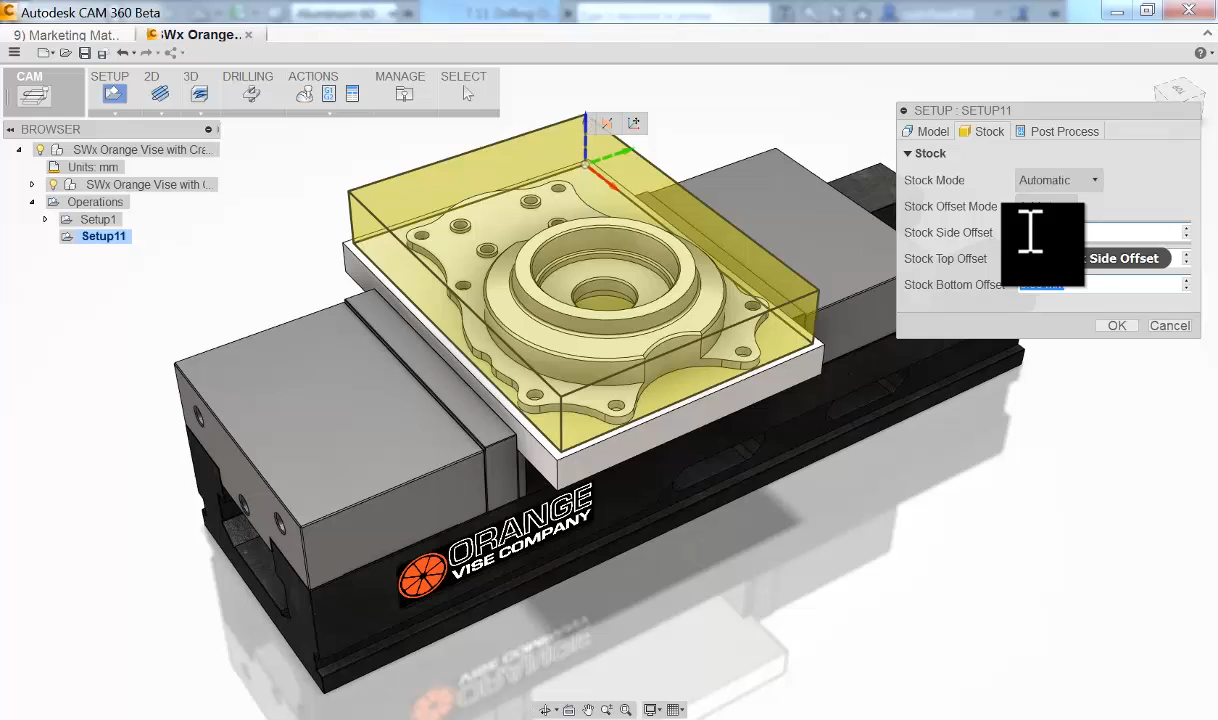 Autodesk CAM 360 Beta
9) Marketing Mat..
SWx Orange..
CAM
SETUP 2D 3D DRILLING ACTIONS MANAGE SELECT
G1
G2
BROWSER
SWx Orange Vise with Cra...
Units: mm
SWx Orange Vise with (...
Operations
Setup1
Setup11
SETUP : SETUP11
Model Stock Post Process
Stock
Stock Mode Automatic
Stock Offset Mode
Stock Side Offset
Stock Top Offset
Side Offset
Stock Bottom Offset
OK Cancel
ORANGE
VISE COMPANY